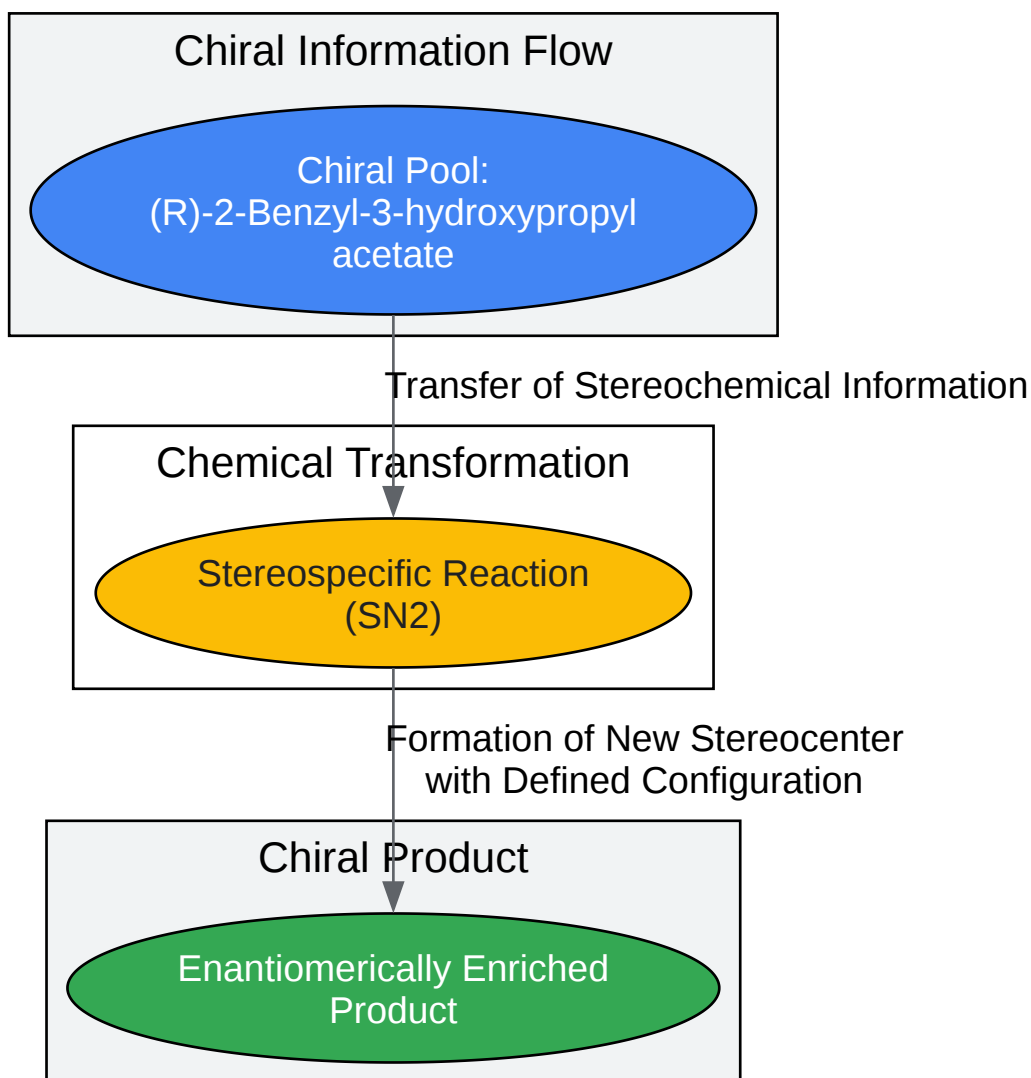 Chiral Information Flow
Chiral Pool:
(R)-2-Benzyl-3-hydroxypropyl
acetate
Transfer of Stereochemical Information
Chemical Transformation
Stereospecific Reaction
(SN2)
Formation of New Stereocenter
with Defined Configuration
Chiral Product
Enantiomerically Enriched
Product